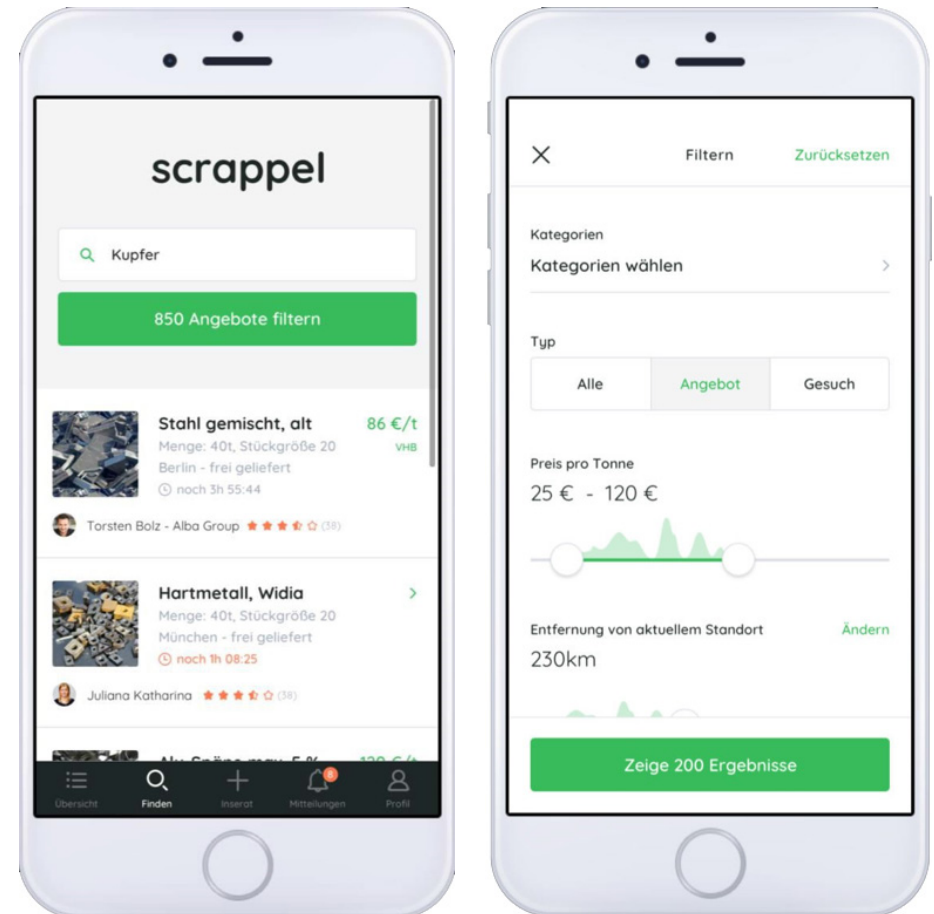 scrappel
Kupfer
850 Angebote filtern
Stahl gemischt, alt
86 €/t
Menge: 40t, Stückgröße 20
VHB
Berlin - frei geliefert
noch 3h 55:44
Torsten Bolz - Alba Group
(38)
Hartmetall, Widia
Menge: 40t, Stückgröße 20
München - frei geliefert
noch 1h 08:25
Juliana Katharina
(38)
8
Übersicht
Finden
Inserat
Mitteilungen
Profil
Filtern
Zurücksetzen
Kategorien
Kategorien wählen
Typ
Alle
Angebot
Gesuch
Preis pro Tonne
25 € - 120 €
Entfernung von aktuellem Standort
Ändern
230km
Zeige 200 Ergebnisse